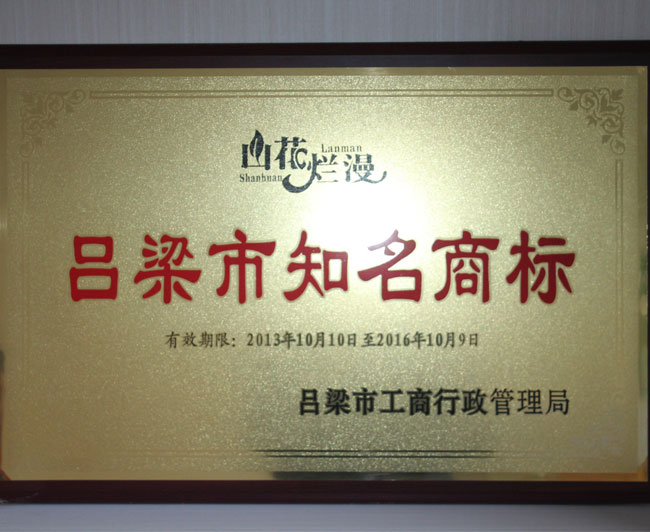 山花烂漫
Lanman
Shanhuan
吕梁市知名商标
有效期限：2013年10月10日至2016年10月9日
吕梁市工商行政管理局